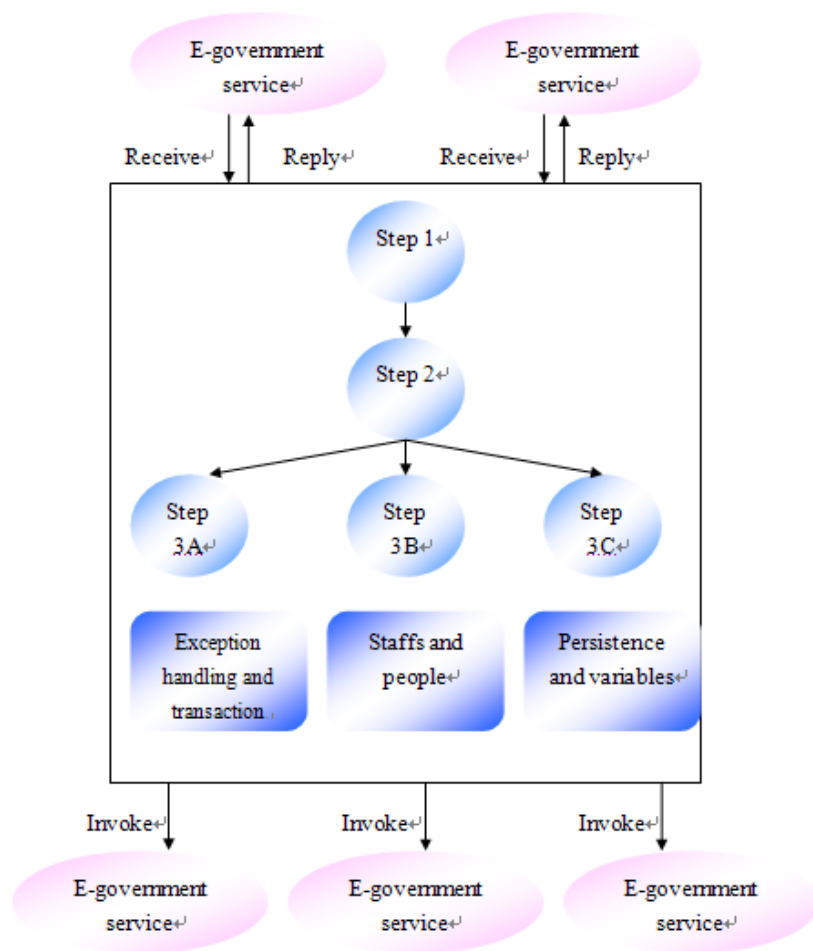 E-government
service↵
E-government
service↵
Receive↵
Reply↵
Receive↵
Reply↵
Step 1↵
Step 2↵
Step
3A↵
Step
3B↵
Step
3C↵
Exception
handling and
transaction↵
Staffs and
people↵
Persistence
and variables↵
Invoke↵
Invoke↵
Invoke↵
E-government
service↵
E-government
service↵
E-government
service↵